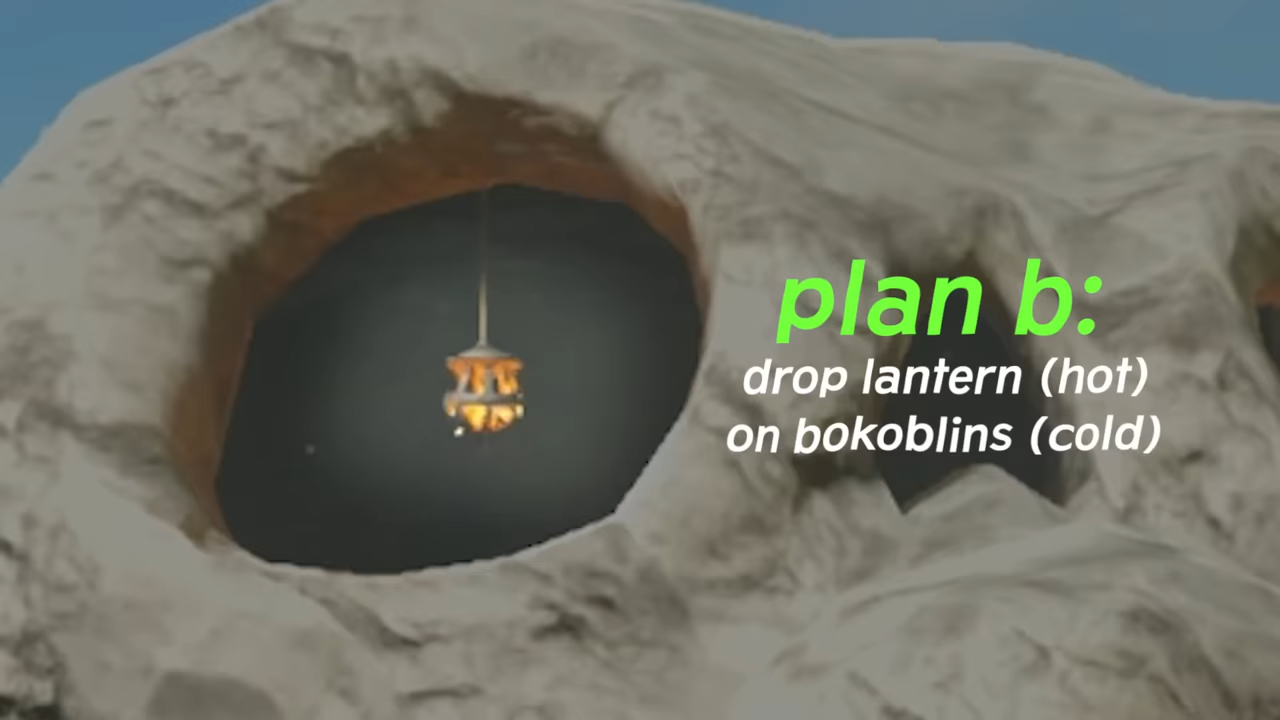 plan b:
drop lantern (hot)
on bokoblins (cold)